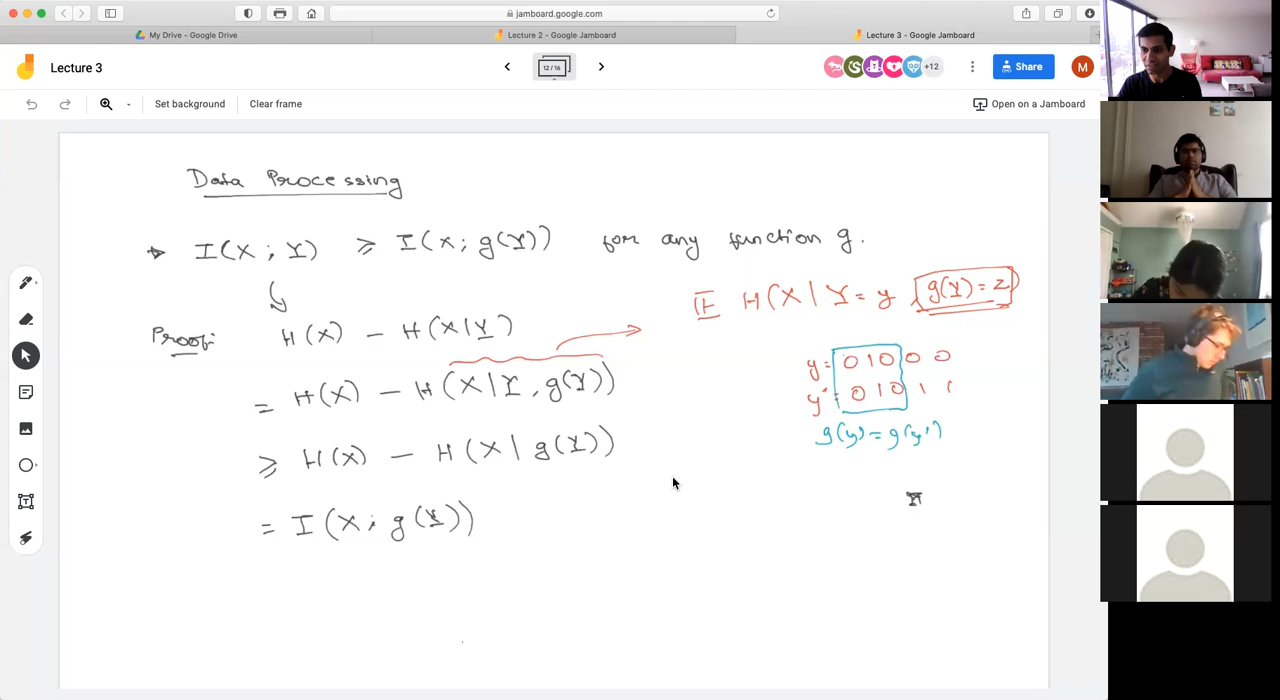 jamboard.google.com
My Drive - Google Drive
Lecture 2 - Google Jamboard
Lecture 3 - Google Jamboard
Lecture 3
12 / 16
+12
Share
M
Set background
Clear frame
Open on a Jamboard
Data Processing
I(X ; Y) ≥ I(X ; g(Y)) for any function g.
Proof: H(X) - H(X|Y)
= H(X) - H(X|Y, g(Y))
≥ H(X) - H(X|g(Y))
= I(X ; g(Y))
E H(X | Y = y, g(Y) = z)
y = 0 1 0 0 0
y' = 0 1 0 1 1
g(y) = g(y')